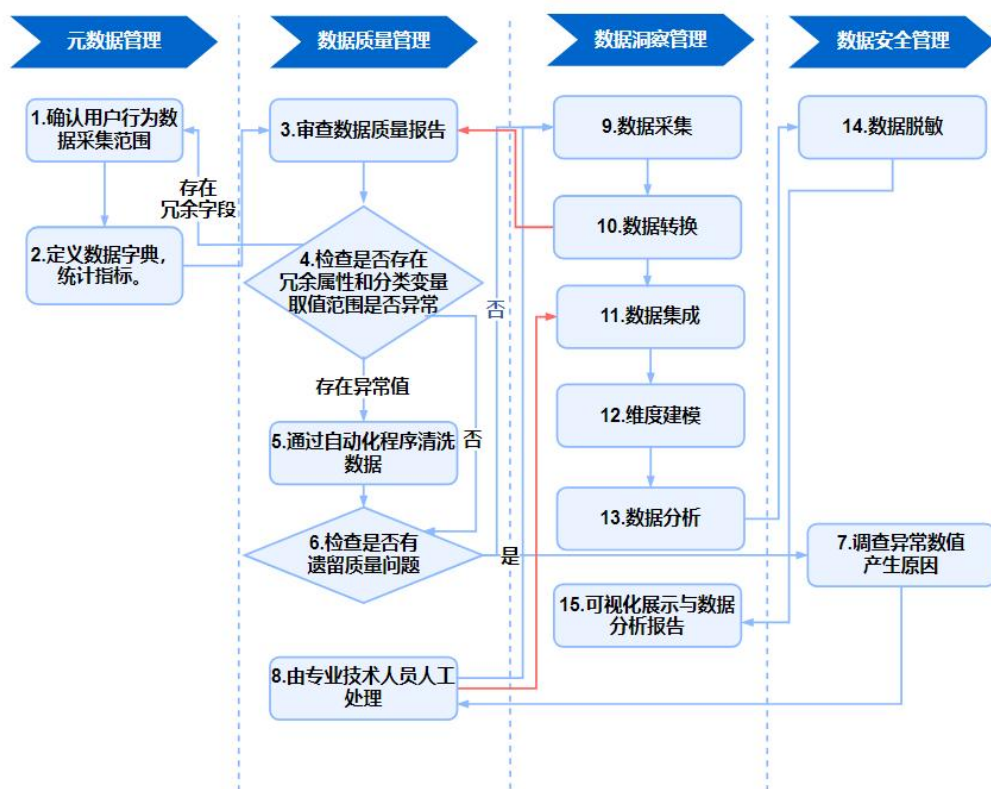 元数据管理
数据质量管理
数据洞察管理
数据安全管理
1.确认用户行为数
据采集范围
2.定义数据字典，
统计指标。
存在
冗余字段
3.审查数据质量报告
4.检查是否存在
冗余属性和分类变量
取值范围是否异常
存在异常值
否
5.通过自动化程序清洗
数据
6.检查是否有
遗留质量问题
是
否
8.由专业技术人员人工
处理
9.数据采集
10.数据转换
11.数据集成
12.维度建模
13.数据分析
15.可视化展示与数据
分析报告
14.数据脱敏
7.调查异常数值
产生原因